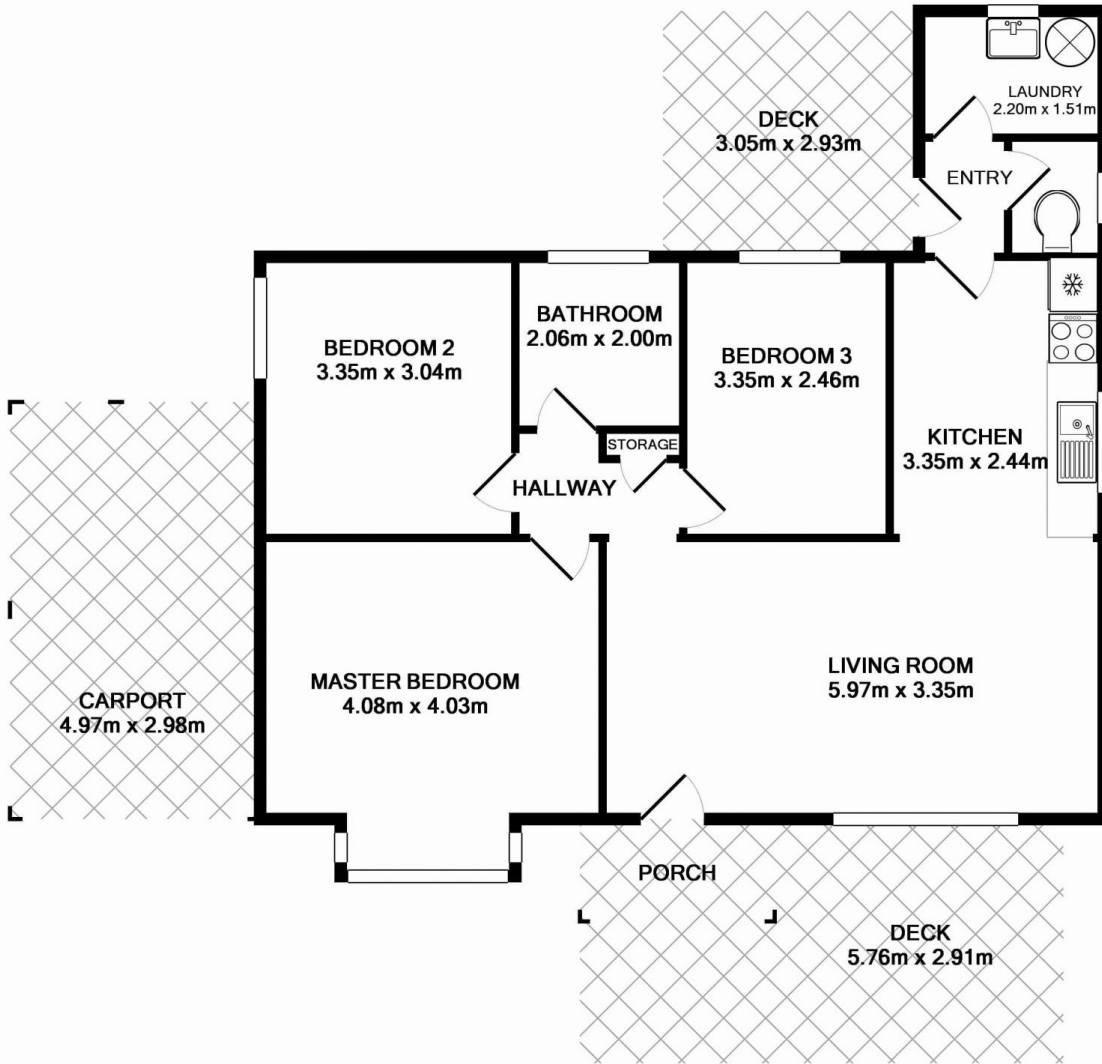 LAUNDRY
2.20m x 1.51m
DECK
3.05m x 2.93m
ENTRY
BATHROOM
2.06m x 2.00m
BEDROOM 2
3.35m x 3.04m
BEDROOM 3
3.35m x 2.46m
KITCHEN
3.35m x 2.44m
STORAGE
HALLWAY
MASTER BEDROOM
4.08m x 4.03m
LIVING ROOM
5.97m x 3.35m
CARPORT
4.97m x 2.98m
PORCH
DECK
5.76m x 2.91m